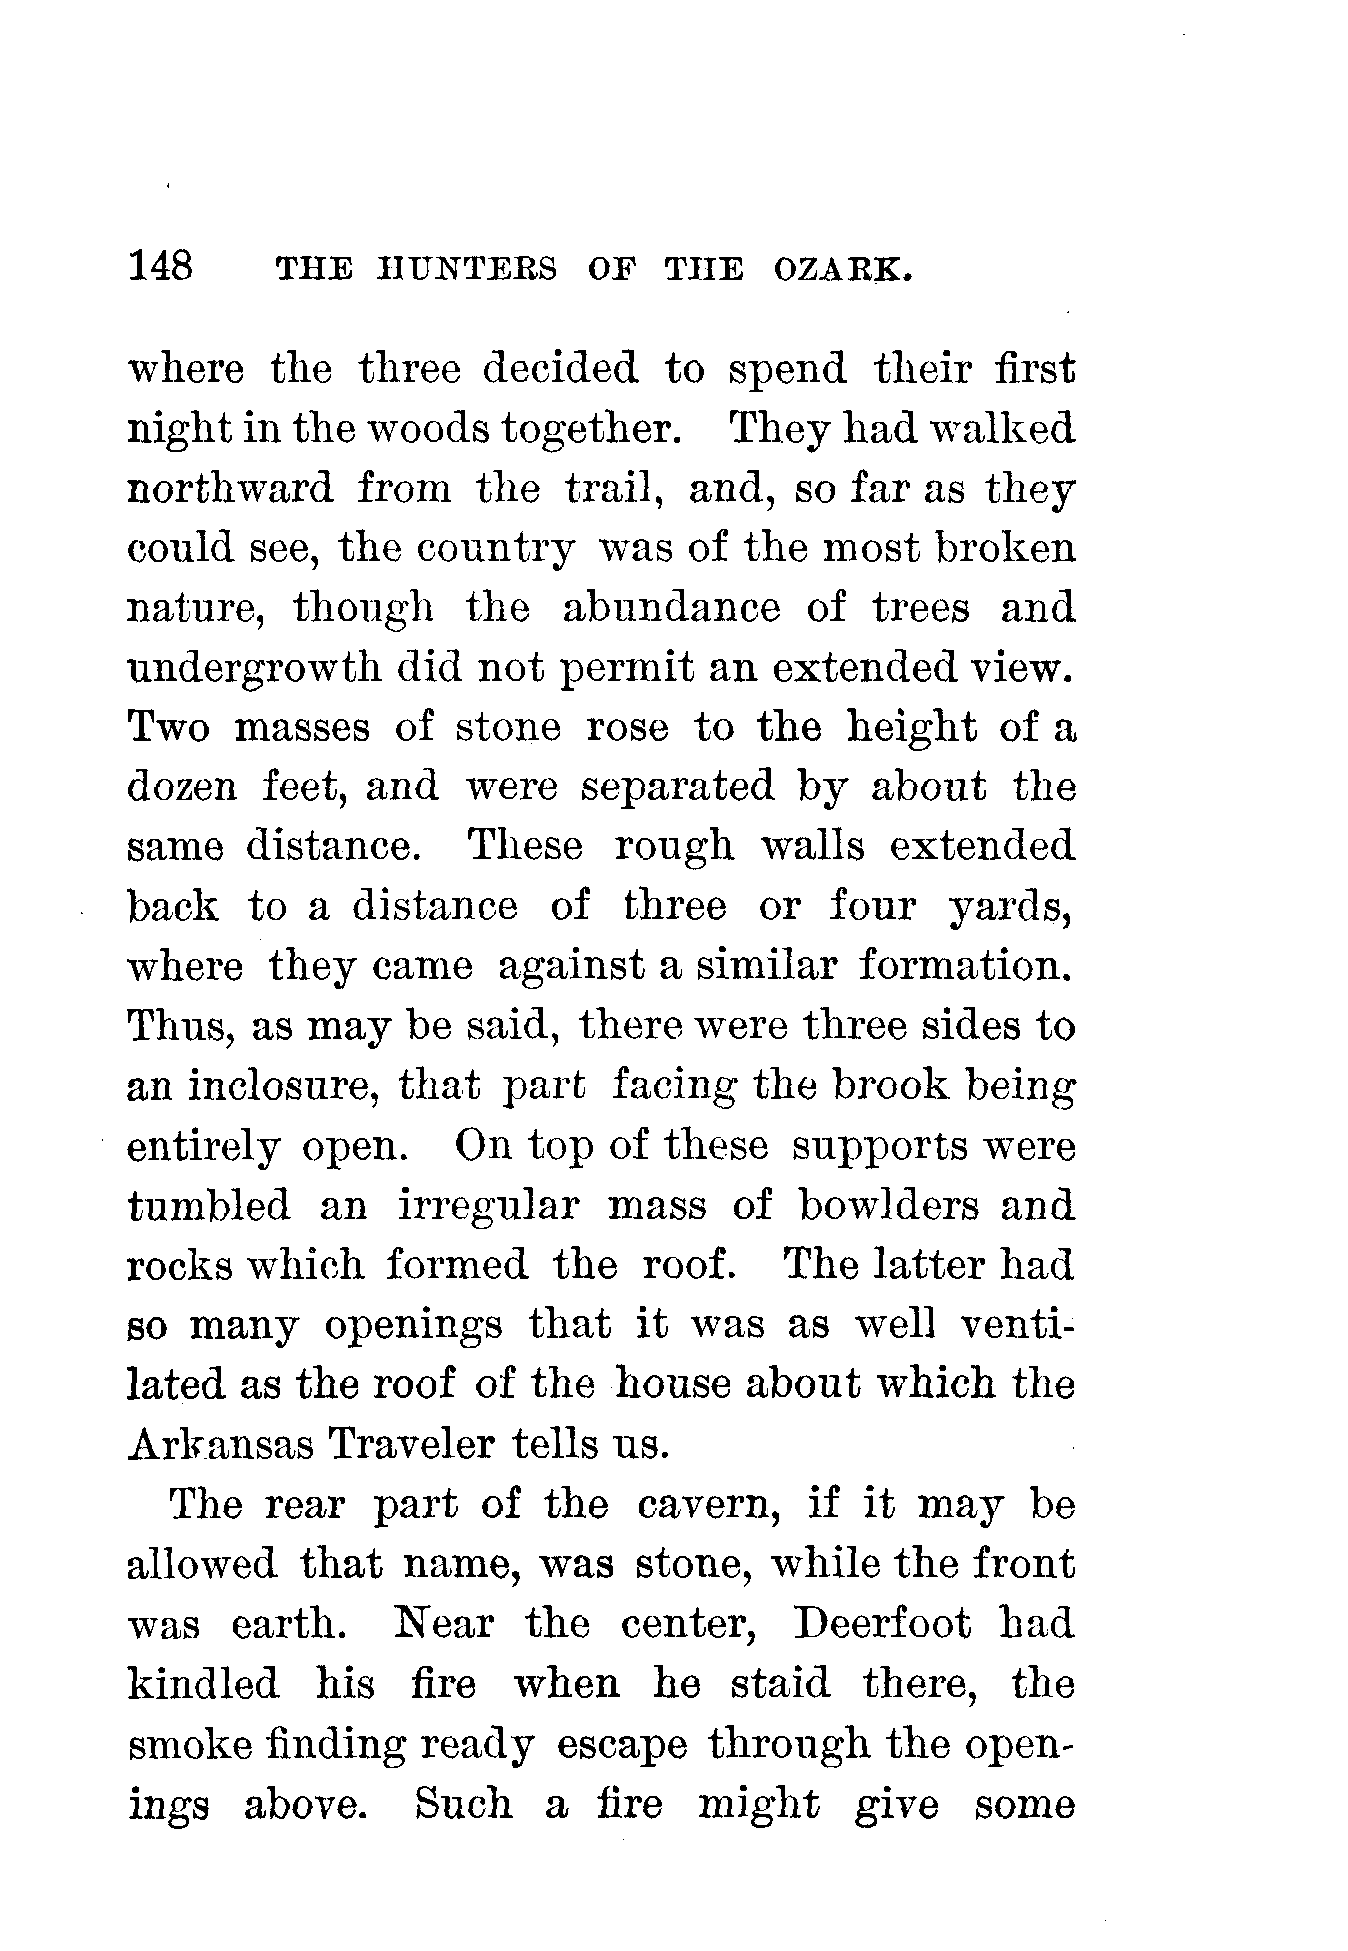 148 THE HUNTERS OF THE OZARK.
where the three decided to spend their first
night in the woods together. They had walked
northward from the trail, and, so far as they
could see, the country was of the most broken
nature, though the abundance of trees and
undergrowth did not permit an extended view.
Two masses of stone rose to the height of a
dozen feet, and were separated by about the
same distance. These rough walls extended
back to a distance of three or four yards,
where they came against a similar formation.
Thus, as may be said, there were three sides to
an inclosure, that part facing the brook being
entirely open. On top of these supports were
tumbled an irregular mass of bowlders and
rocks which formed the roof. The latter had
so many openings that it was as well venti-
lated as the roof of the house about which the
Arkansas Traveler tells us.
The rear part of the cavern, if it may be
allowed that name, was stone, while the front
was earth. Near the center, Deerfoot had
kindled his fire when he staid there, the
smoke finding ready escape through the open-
ings above. Such a fire might give some